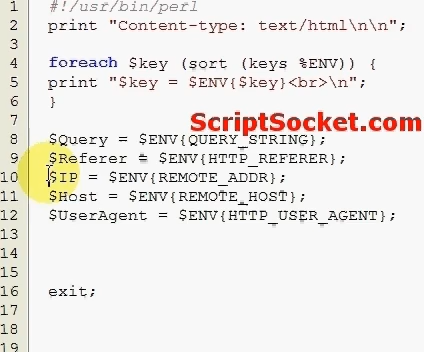 1 #!/usr/bin/perl
2 print "Content-type: text/html\n\n";
3
4 foreach $key (sort (keys %ENV)) {
5 print "$key = $ENV{$key}<br>\n";
6 }
7
ScriptSocket.com
8 $Query = $ENV{QUERY_STRING};
9 $Referer = $ENV{HTTP_REFERER};
10 $IP = $ENV{REMOTE_ADDR};
11 $Host = $ENV{REMOTE_HOST};
12 $UserAgent = $ENV{HTTP_USER_AGENT};
13
14
15
16 exit;
17
18
19